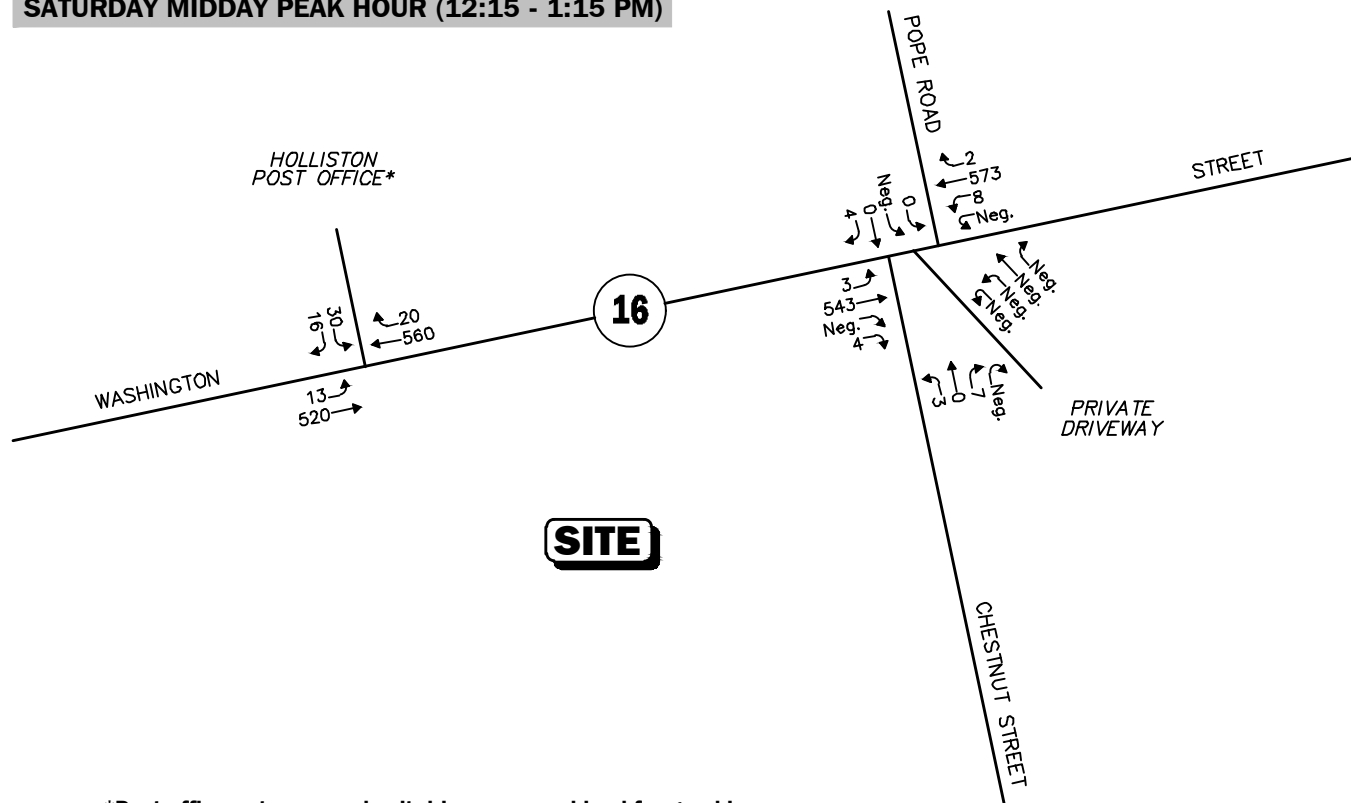 SATURDAY MIDDAY PEAK HOUR (12:15 - 1:15 PM)
POPE ROAD
HOLLISTON
POST OFFICE*
STREET
2
573
8
Neg.
4
0
Neg.
0
3
543
Neg.
4
Neg.
Neg.
Neg.
Neg.
3
0
7
Neg.
PRIVATE
DRIVEWAY
16
16
30
20
560
13
520
WASHINGTON
SITE
CHESTNUT STREET